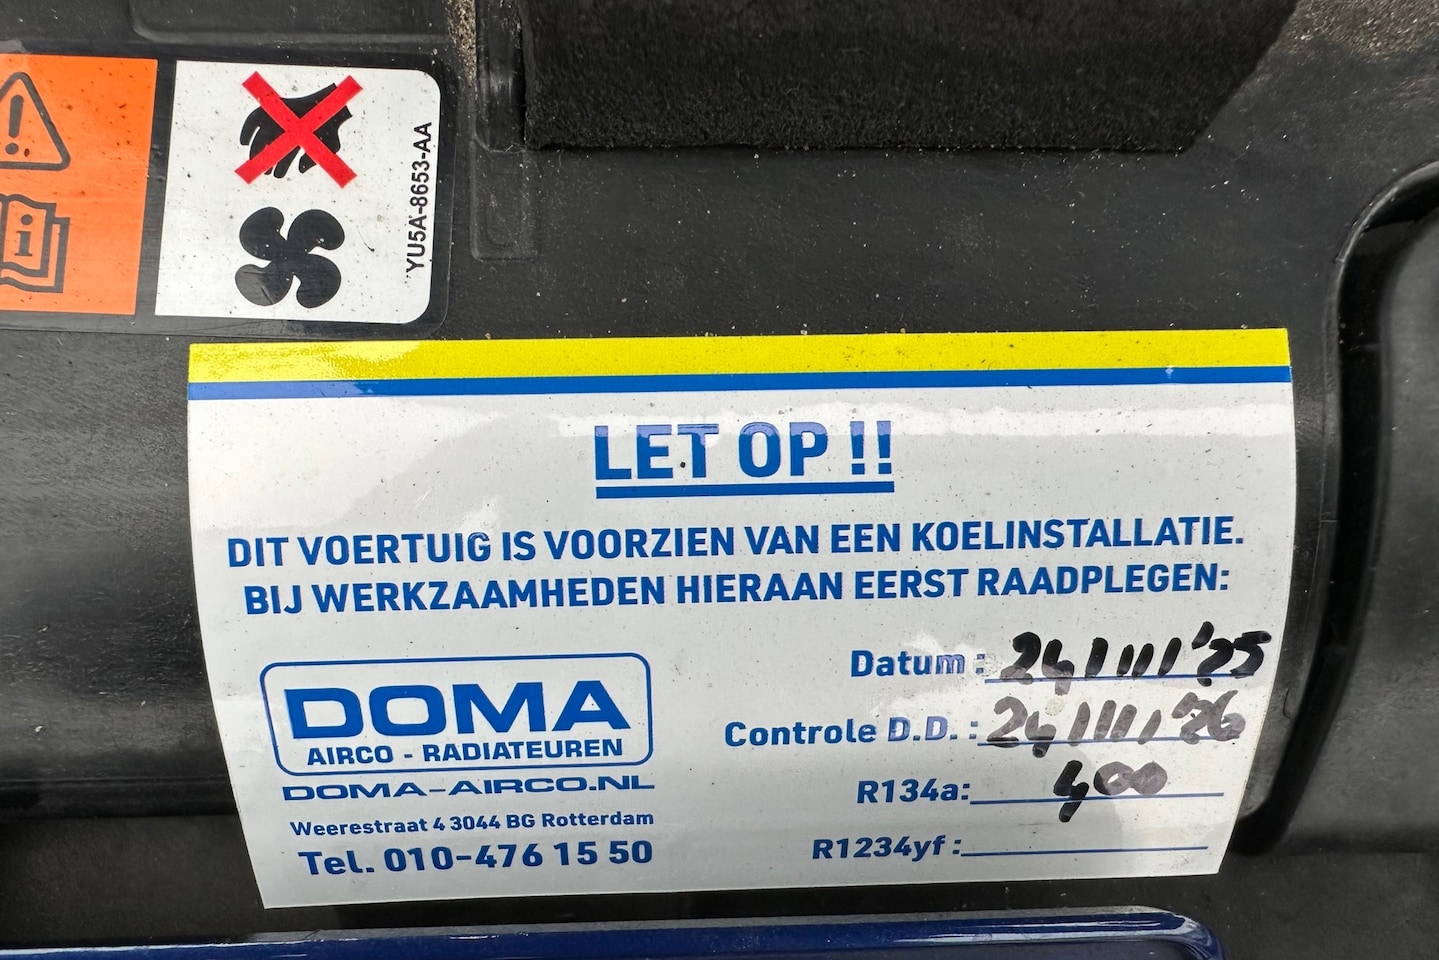 YU5A-8653-AA
LET OP !!
DIT VOERTUIG IS VOORZIEN VAN EEN KOELINSTALLATIE.
BIJ WERKZAAMHEDEN HIERAAN EERST RAADPLEGEN:
DOMA
AIRCO - RADIATEUREN
DOMA-AIRCO.NL
Weerestraat 4 3044 BG Rotterdam
Tel. 010-476 15 50
Datum : 24/III/'25
Controle D.D. : 24/III/'26
R134a: 400
R1234yf :